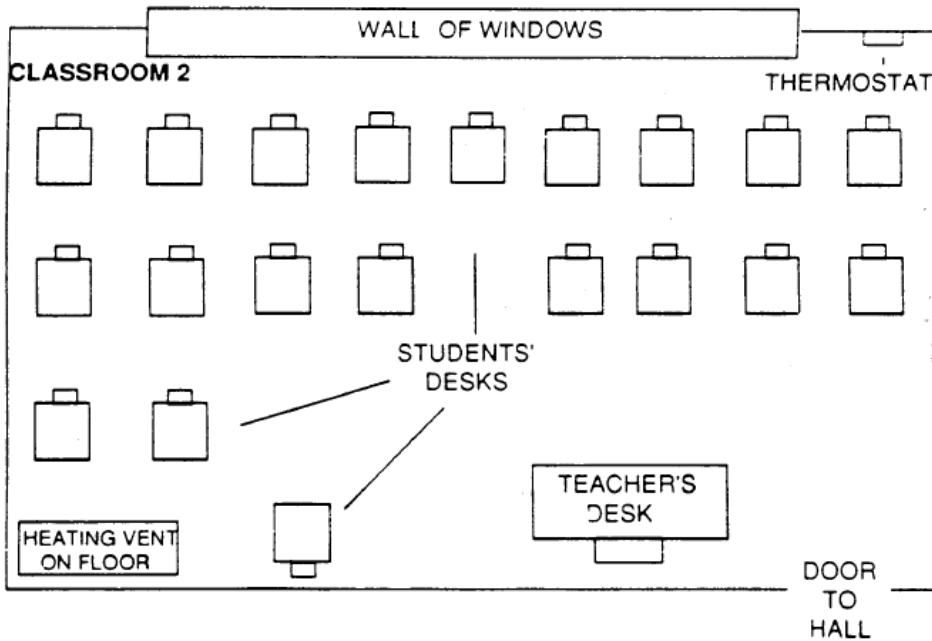 WALL OF WINDOWS
CLASSROOM 2
THERMOSTAT
STUDENTS'
DESKS
TEACHER'S
DESK
HEATING VENT
ON FLOOR
DOOR
TO
HALL